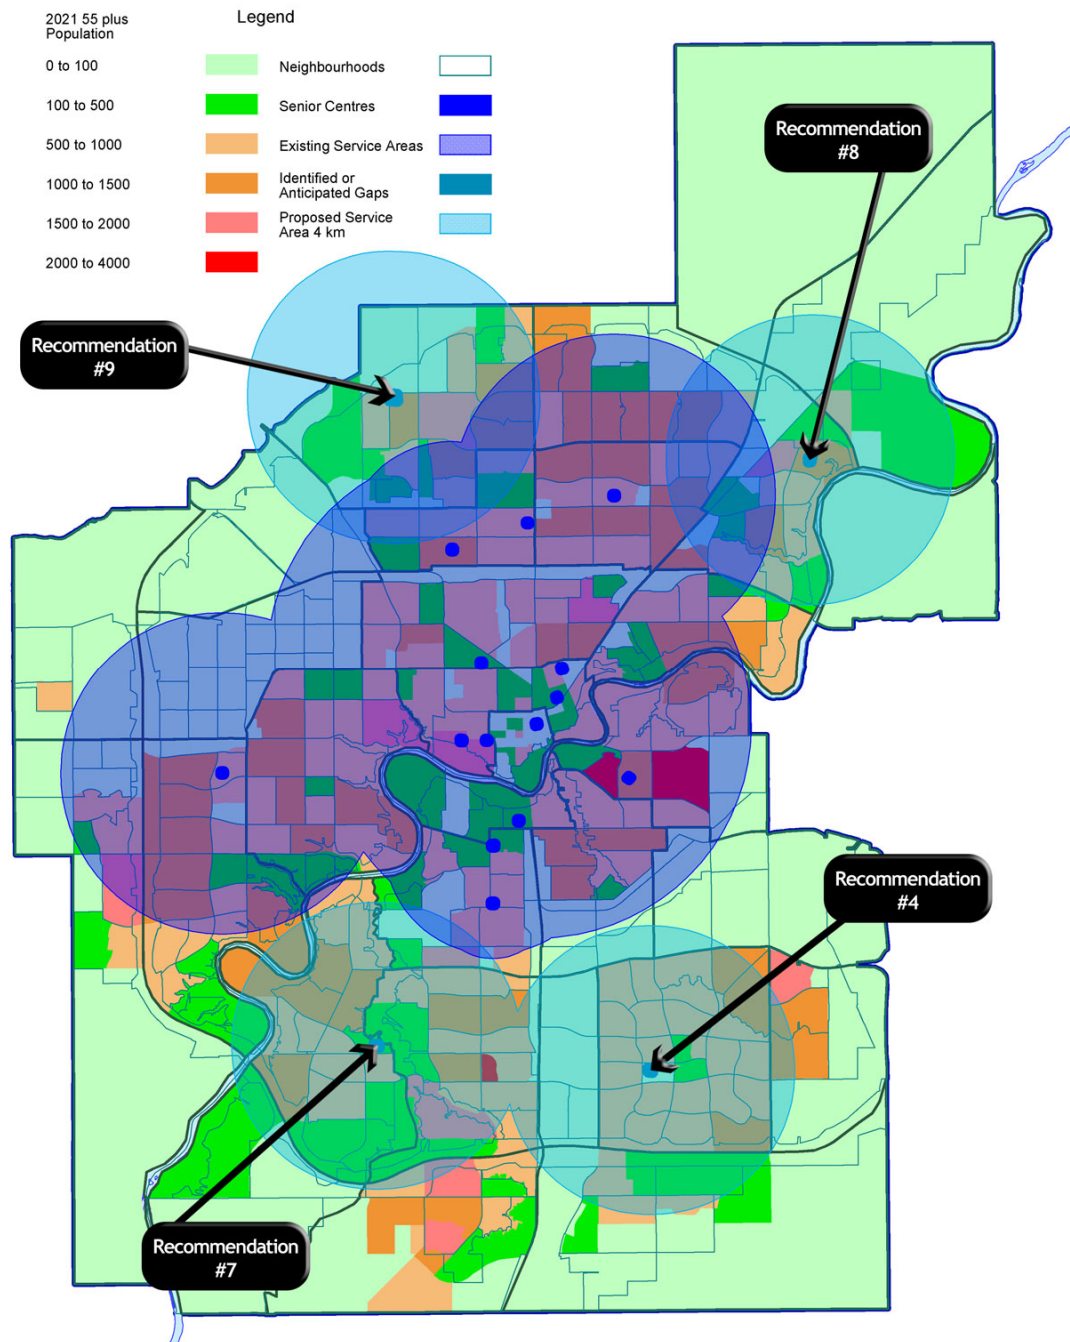 2021 55 plus
Population
Legend
0 to 100
Neighbourhoods
100 to 500
Senior Centres
500 to 1000
Existing Service Areas
1000 to 1500
Identified or
Anticipated Gaps
1500 to 2000
Proposed Service
Area 4 km
2000 to 4000
Recommendation
#8
Recommendation
#9
Recommendation
#4
Recommendation
#7